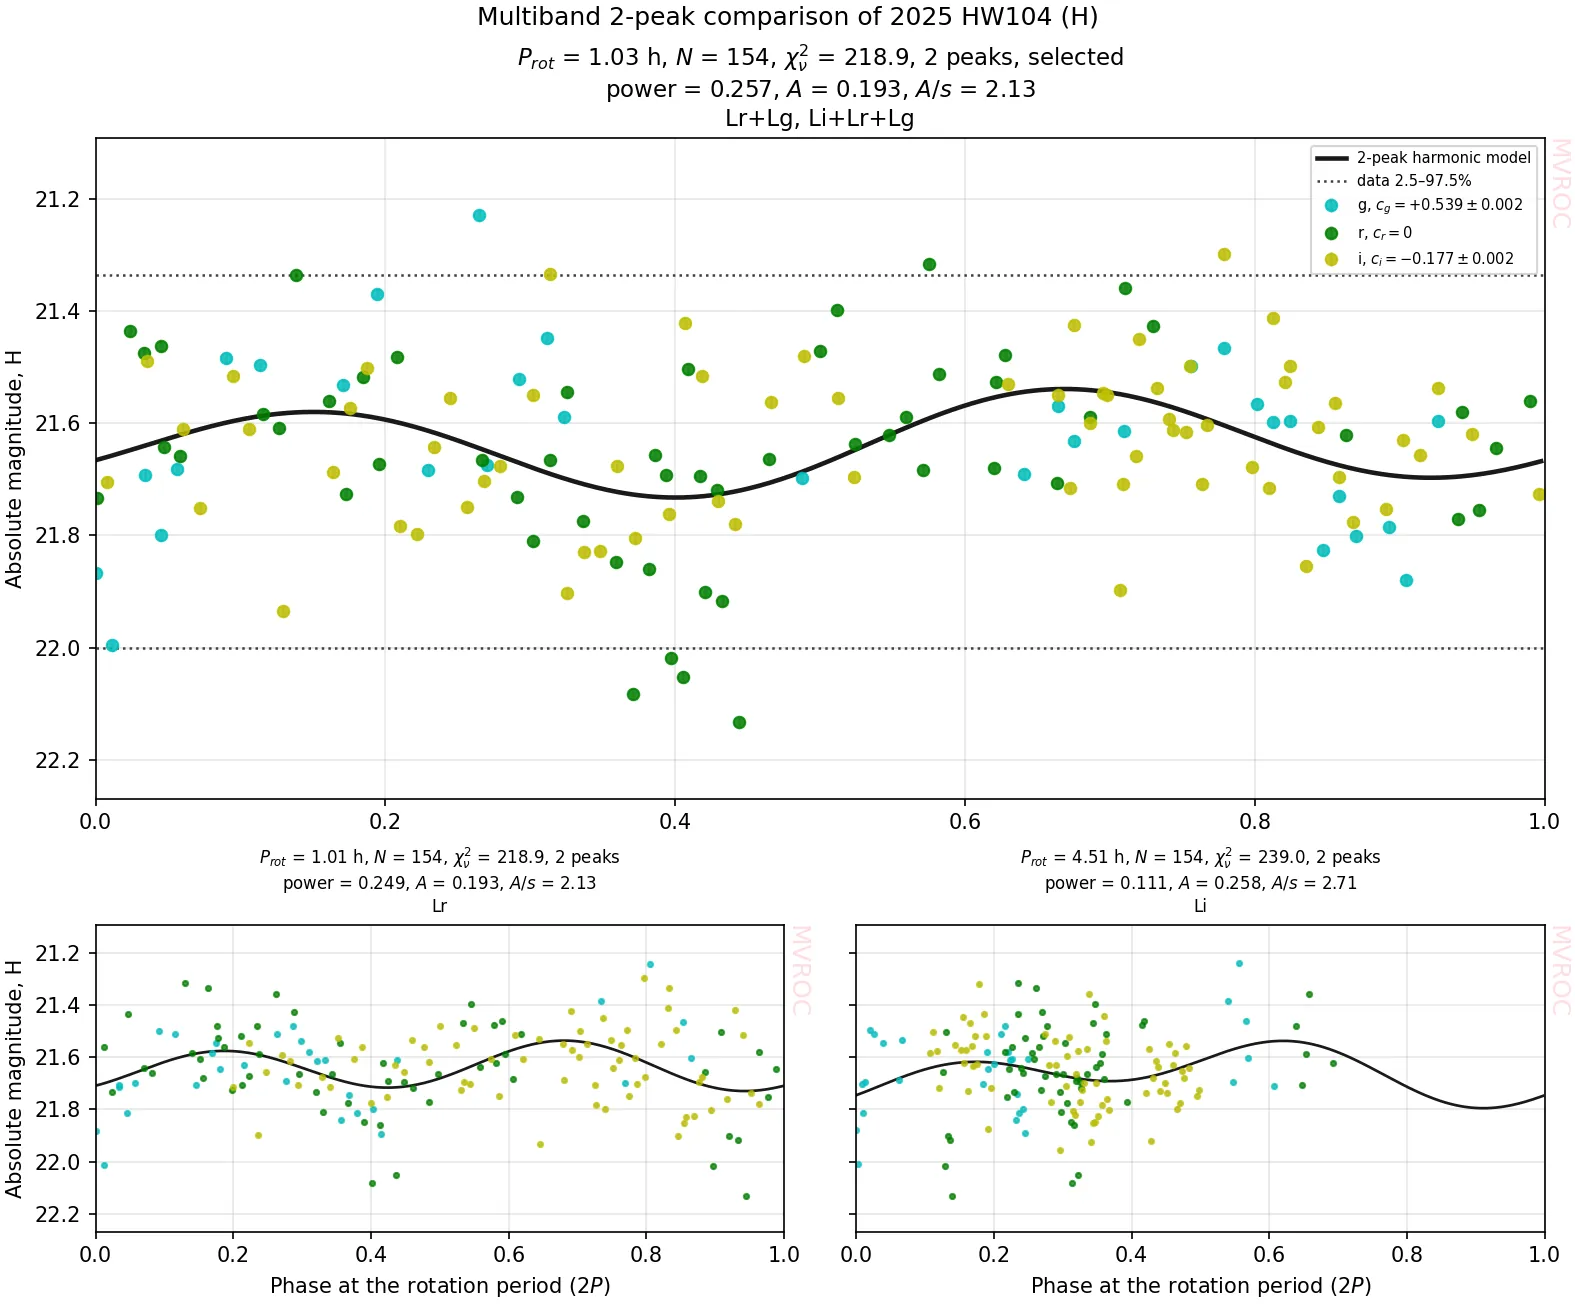 Multiband 2-peak comparison of 2025 HW104 (H)
P_rot = 1.03 h, N = 154, χ²_ν = 218.9, 2 peaks, selected
power = 0.257, A = 0.193, A/s = 2.13
Lr+Lg, Li+Lr+Lg
Absolute magnitude, H
21.2
21.4
21.6
21.8
22.0
22.2
0.0 0.2 0.4 0.6 0.8 1.0
2-peak harmonic model
data 2.5–97.5%
g, c_g = +0.539 ± 0.002
r, c_r = 0
i, c_i = −0.177 ± 0.002
MVROC
P_rot = 1.01 h, N = 154, χ²_ν = 218.9, 2 peaks
power = 0.249, A = 0.193, A/s = 2.13
Lr
Absolute magnitude, H
21.2
21.4
21.6
21.8
22.0
22.2
0.0 0.2 0.4 0.6 0.8 1.0
Phase at the rotation period (2P)
MVROC
P_rot = 4.51 h, N = 154, χ²_ν = 239.0, 2 peaks
power = 0.111, A = 0.258, A/s = 2.71
Li
0.0 0.2 0.4 0.6 0.8 1.0
Phase at the rotation period (2P)
MVROC